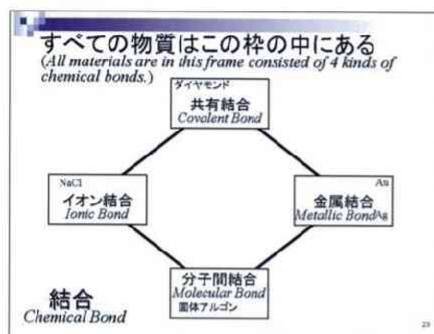 すべての物質はこの枠の中にある
(All materials are in this frame consisted of 4 kinds of
chemical bonds.)
ダイヤモンド
共有結合
Covalent Bond
NaCl
イオン結合
Ionic Bond
Au
金属結合
Metallic Bond Ag
分子間結合
Molecular Bond
固体アルゴン
結合
Chemical Bond